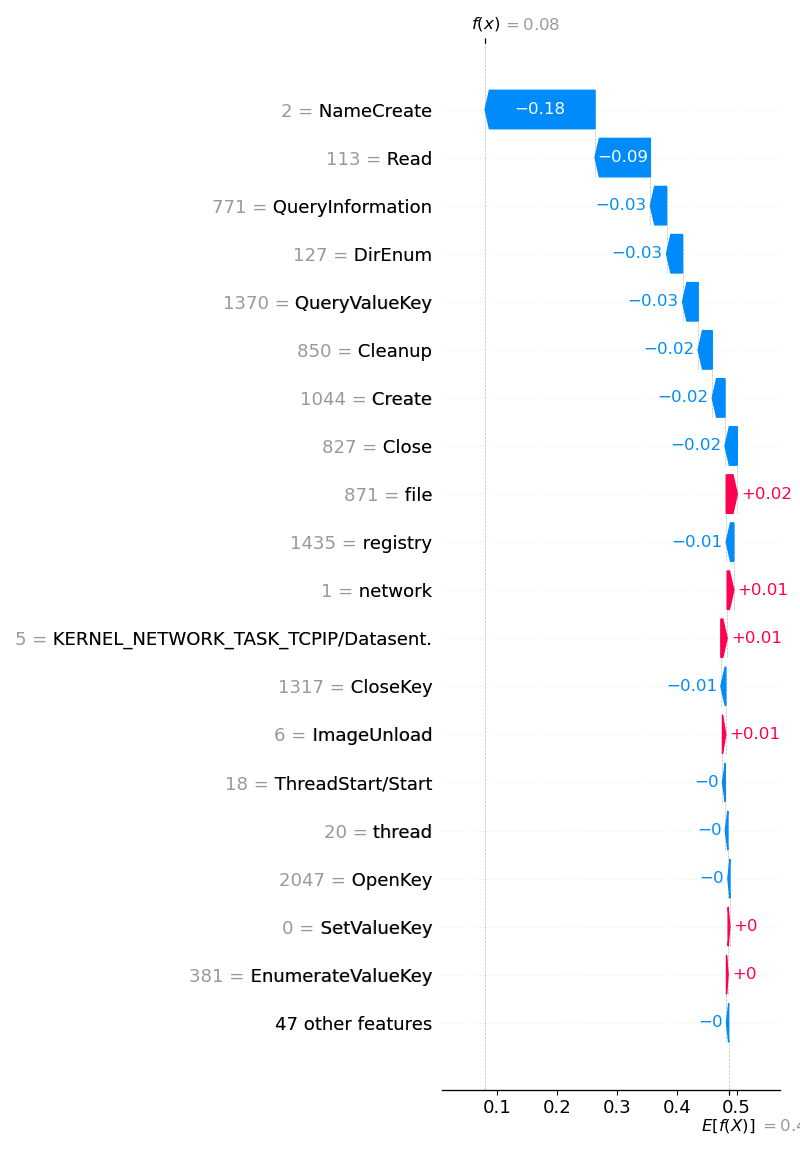 f(x) = 0.08
2 = NameCreate −0.18
113 = Read −0.09
771 = QueryInformation −0.03
127 = DirEnum −0.03
1370 = QueryValueKey −0.03
850 = Cleanup −0.02
1044 = Create −0.02
827 = Close −0.02
871 = file +0.02
1435 = registry −0.01
1 = network +0.01
5 = KERNEL_NETWORK_TASK_TCPIP/Datasent. +0.01
1317 = CloseKey −0.01
6 = ImageUnload +0.01
18 = ThreadStart/Start −0
20 = thread −0
2047 = OpenKey −0
0 = SetValueKey +0
381 = EnumerateValueKey +0
47 other features −0
0.1 0.2 0.3 0.4 0.5
E[f(X)] = 0.4